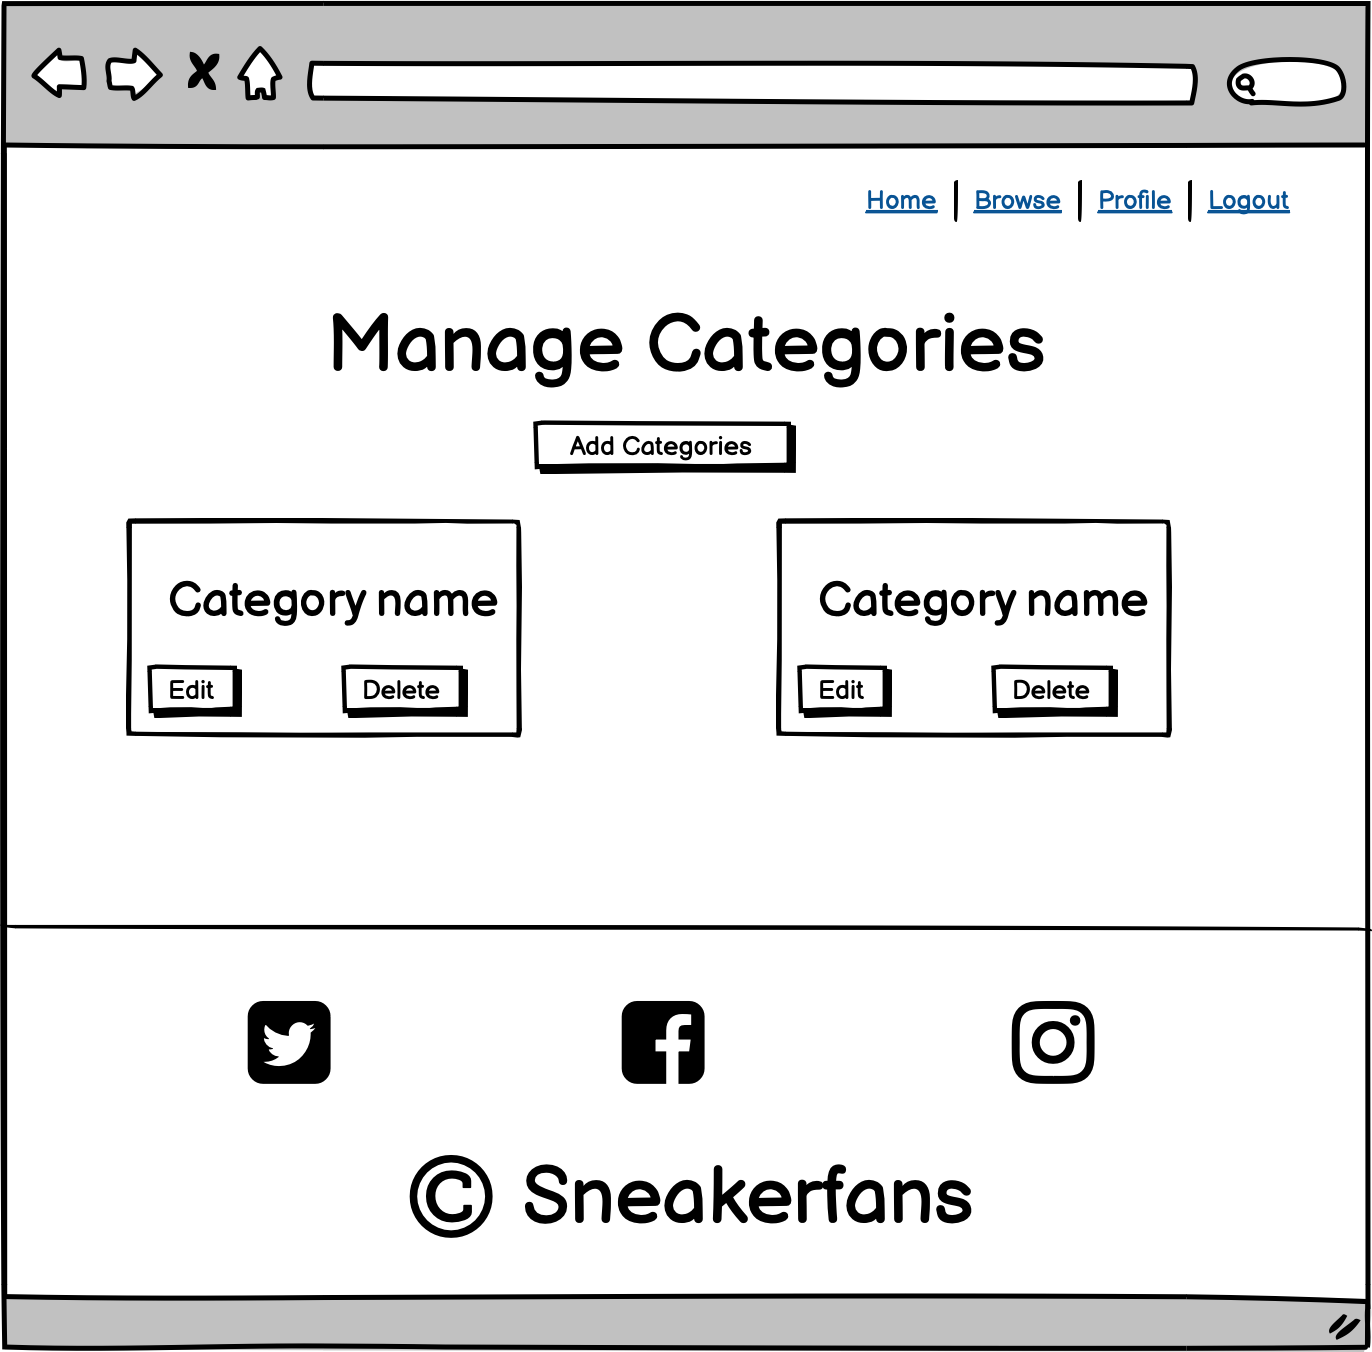 Home Browse Profile Logout
Manage Categories
Add Categories
Category name Category name
Edit Delete Edit Delete
© Sneakerfans